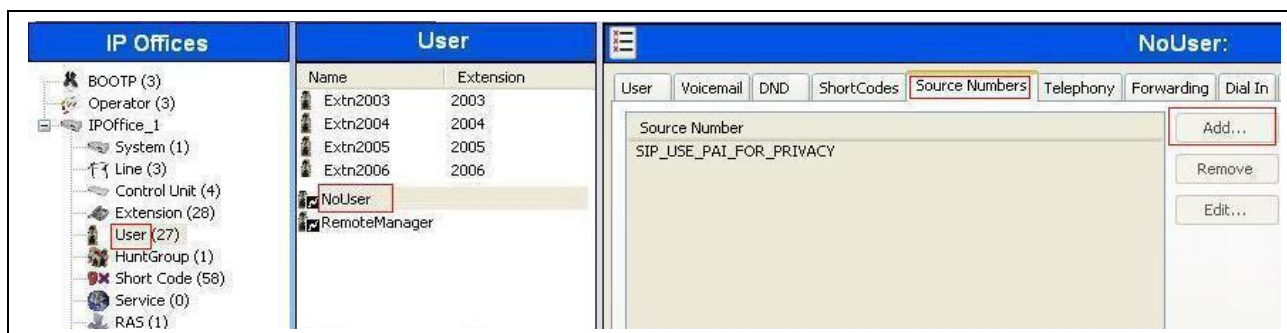 IP Offices
BOOTP (3)
Operator (3)
IPOffice_1
System (1)
Line (3)
Control Unit (4)
Extension (28)
User (27)
HuntGroup (1)
Short Code (58)
Service (0)
RAS (1)
User
Name Extension
Extn2003 2003
Extn2004 2004
Extn2005 2005
Extn2006 2006
NoUser
RemoteManager
NoUser:
User Voicemail DND ShortCodes Source Numbers Telephony Forwarding Dial In
Source Number
SIP_USE_PAI_FOR_PRIVACY
Add...
Remove
Edit...